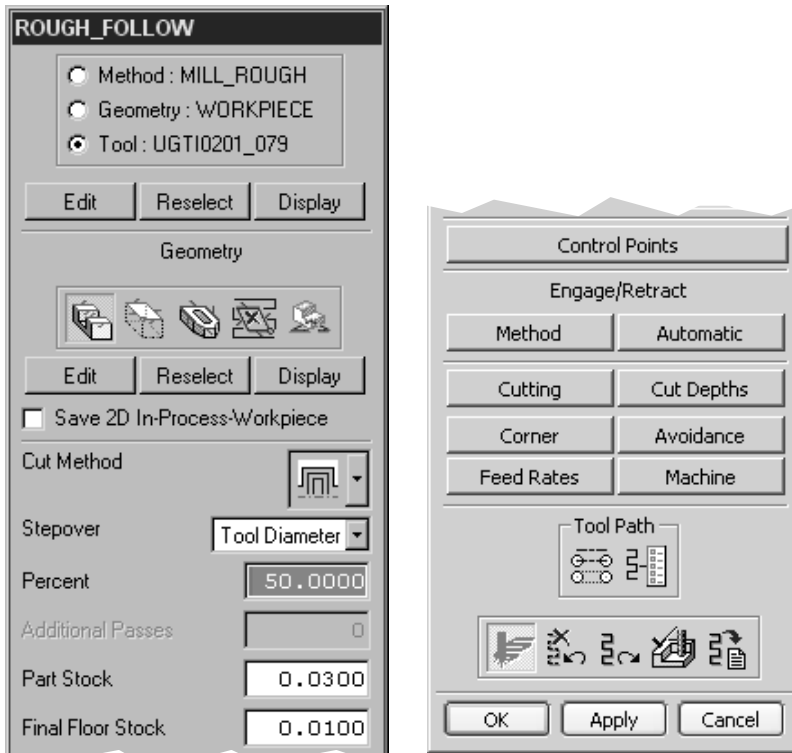 ROUGH_FOLLOW
Method : MILL_ROUGH
Geometry : WORKPIECE
Tool : UGTI0201_079
Edit Reselect Display
Geometry
Edit Reselect Display
Save 2D In-Process-Workpiece
Cut Method
Stepover Tool Diameter
Percent 50.0000
Additional Passes 0
Part Stock 0.0300
Final Floor Stock 0.0100
Control Points
Engage/Retract
Method Automatic
Cutting Cut Depths
Corner Avoidance
Feed Rates Machine
Tool Path
OK Apply Cancel